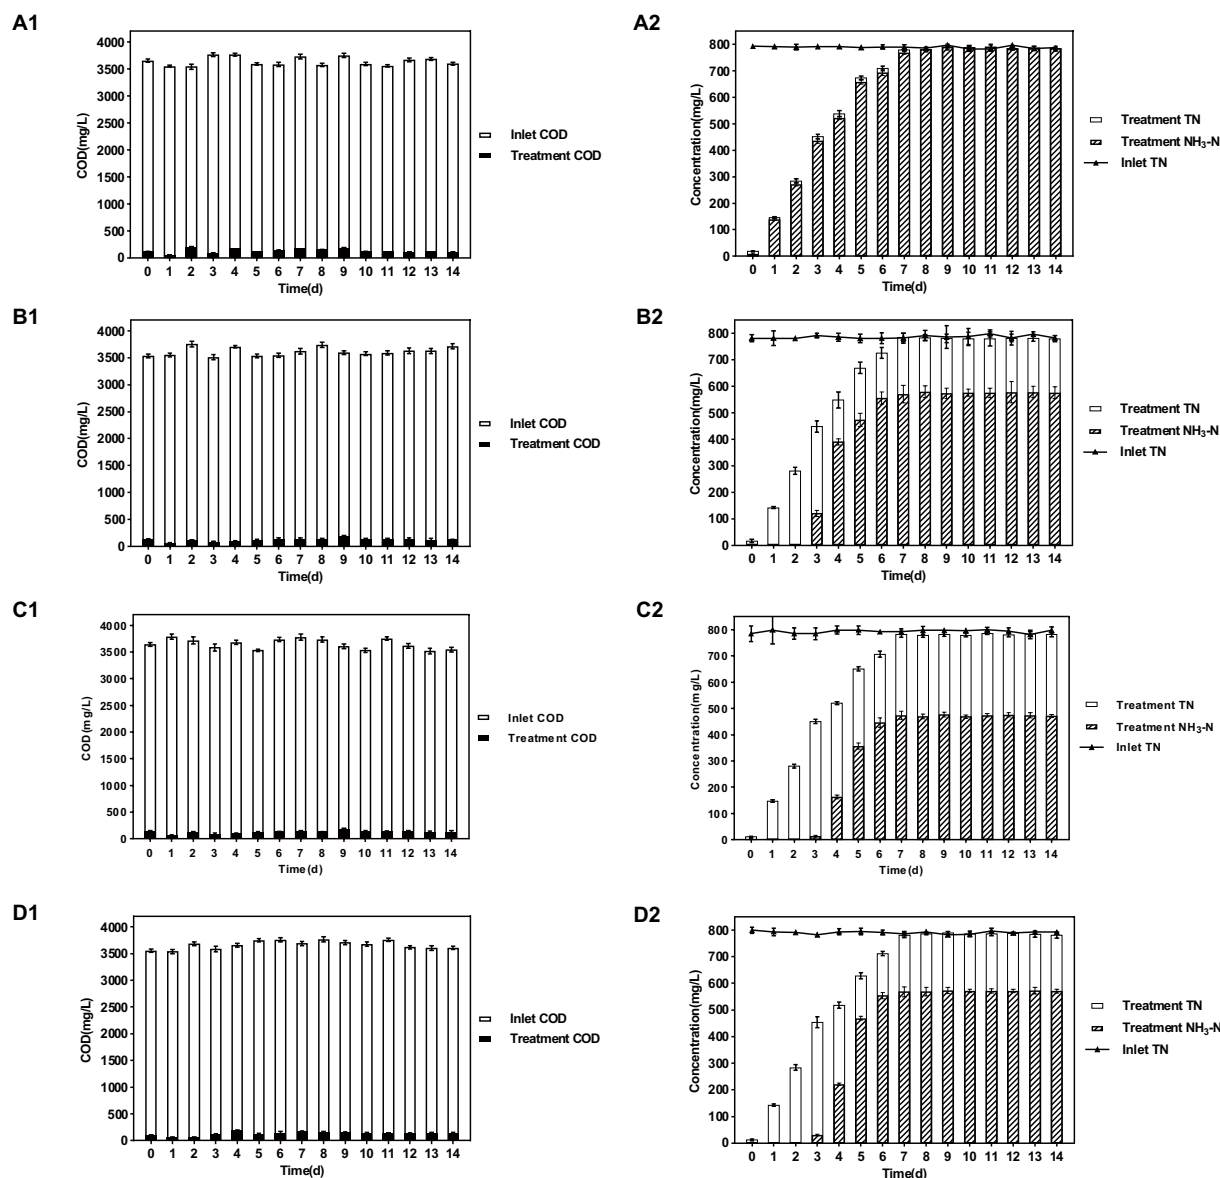 A1
4000
3500
3000
2500
2000
1500
1000
500
0
COD(mg/L)
0 1 2 3 4 5 6 7 8 9 10 11 12 13 14
Time(d)
Inlet COD
Treatment COD
A2
800
700
600
500
400
300
200
100
0
Concentration(mg/L)
0 1 2 3 4 5 6 7 8 9 10 11 12 13 14
Time(d)
Treatment TN
Treatment NH₃-N
Inlet TN
B1
4000
3500
3000
2500
2000
1500
1000
500
0
COD(mg/L)
0 1 2 3 4 5 6 7 8 9 10 11 12 13 14
Time(d)
Inlet COD
Treatment COD
B2
800
700
600
500
400
300
200
100
0
Concentration(mg/L)
0 1 2 3 4 5 6 7 8 9 10 11 12 13 14
Time(d)
Treatment TN
Treatment NH₃-N
Inlet TN
C1
4000
3500
3000
2500
2000
1500
1000
500
0
COD(mg/L)
0 1 2 3 4 5 6 7 8 9 10 11 12 13 14
Time(d)
Inlet COD
Treatment COD
C2
800
700
600
500
400
300
200
100
0
Concentration(mg/L)
0 1 2 3 4 5 6 7 8 9 10 11 12 13 14
Time(d)
Treatment TN
Treatment NH₃-N
Inlet TN
D1
4000
3500
3000
2500
2000
1500
1000
500
0
COD(mg/L)
0 1 2 3 4 5 6 7 8 9 10 11 12 13 14
Time(d)
Inlet COD
Treatment COD
D2
800
700
600
500
400
300
200
100
0
Concentration(mg/L)
0 1 2 3 4 5 6 7 8 9 10 11 12 13 14
Time(d)
Treatment TN
Treatment NH₃-N
Inlet TN